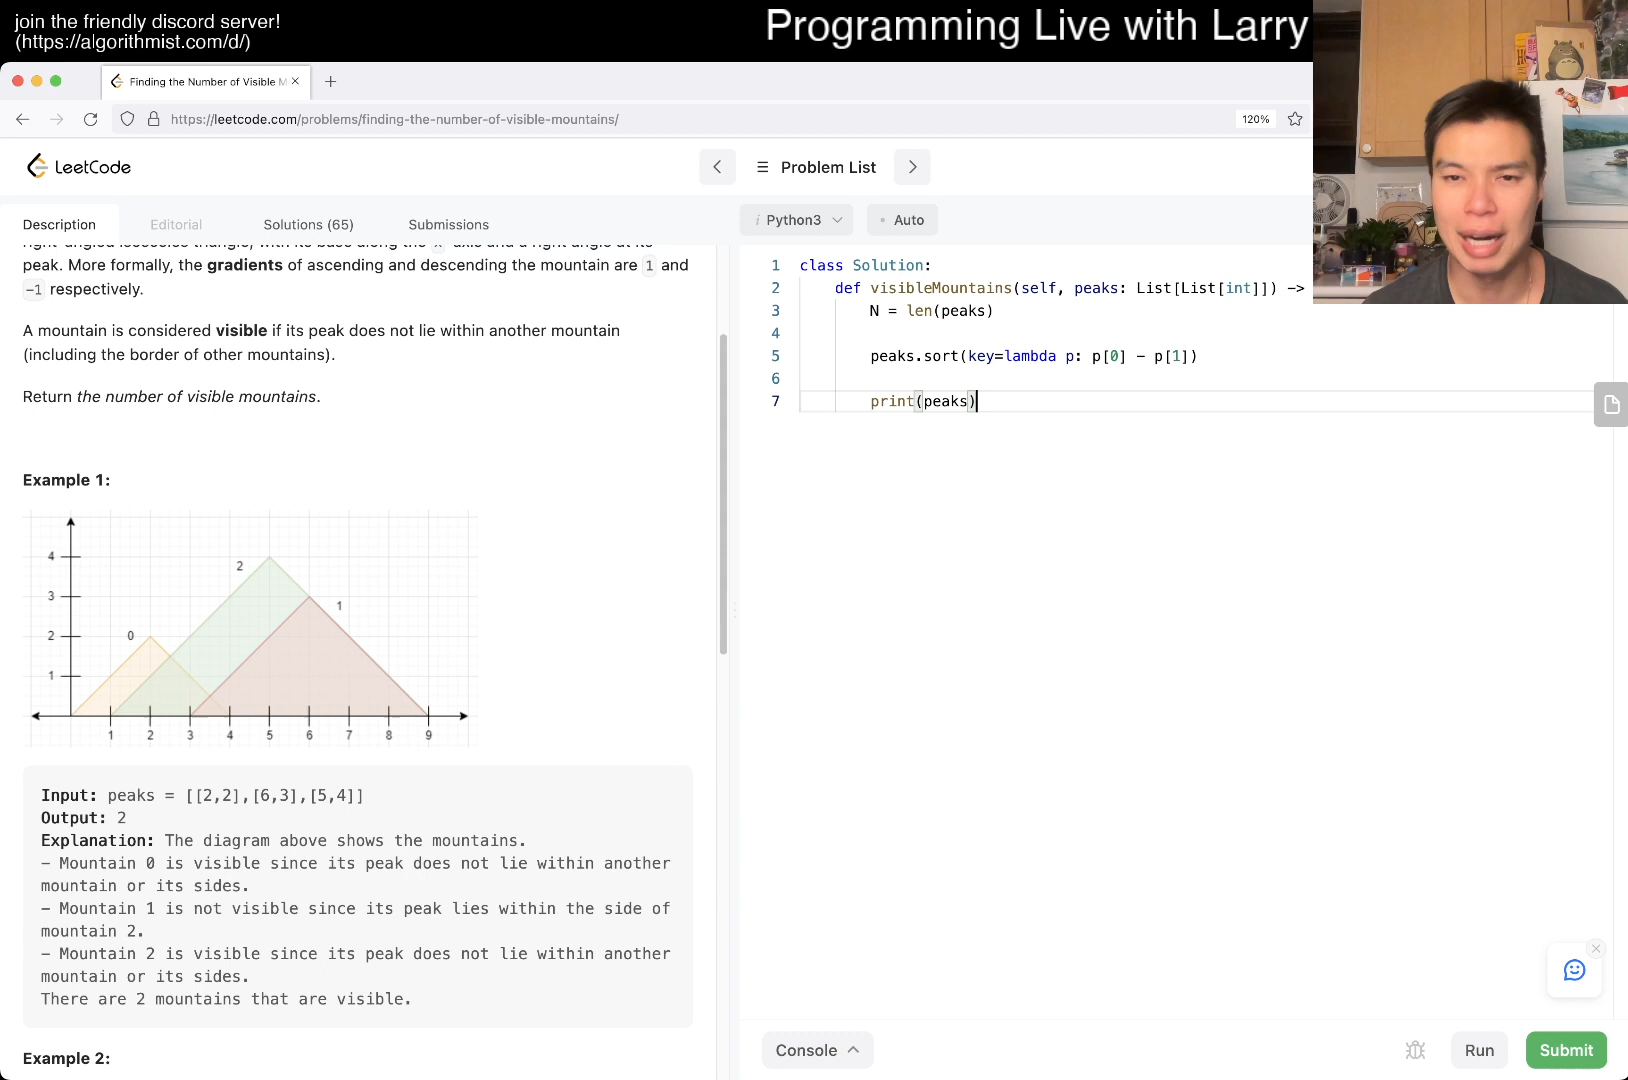 join the friendly discord server!
(https://algorithmist.com/d/)
Programming Live with Larry
Finding the Number of Visible M
https://leetcode.com/problems/finding-the-number-of-visible-mountains/
120%
LeetCode
Problem List
Description
Editorial
Solutions (65)
Submissions
i Python3
Auto
peak. More formally, the gradients of ascending and descending the mountain are 1 and
-1 respectively.
A mountain is considered visible if its peak does not lie within another mountain
(including the border of other mountains).
Return the number of visible mountains.
Example 1:
4
3
2
1
0
2
1
1 2 3 4 5 6 7 8 9
Input: peaks = [[2,2],[6,3],[5,4]]
Output: 2
Explanation: The diagram above shows the mountains.
- Mountain 0 is visible since its peak does not lie within another
mountain or its sides.
- Mountain 1 is not visible since its peak lies within the side of
mountain 2.
- Mountain 2 is visible since its peak does not lie within another
mountain or its sides.
There are 2 mountains that are visible.
Example 2:
1 class Solution:
2 def visibleMountains(self, peaks: List[List[int]]) ->
3 N = len(peaks)
4
5 peaks.sort(key=lambda p: p[0] - p[1])
6
7 print(peaks)
Console
Run
Submit